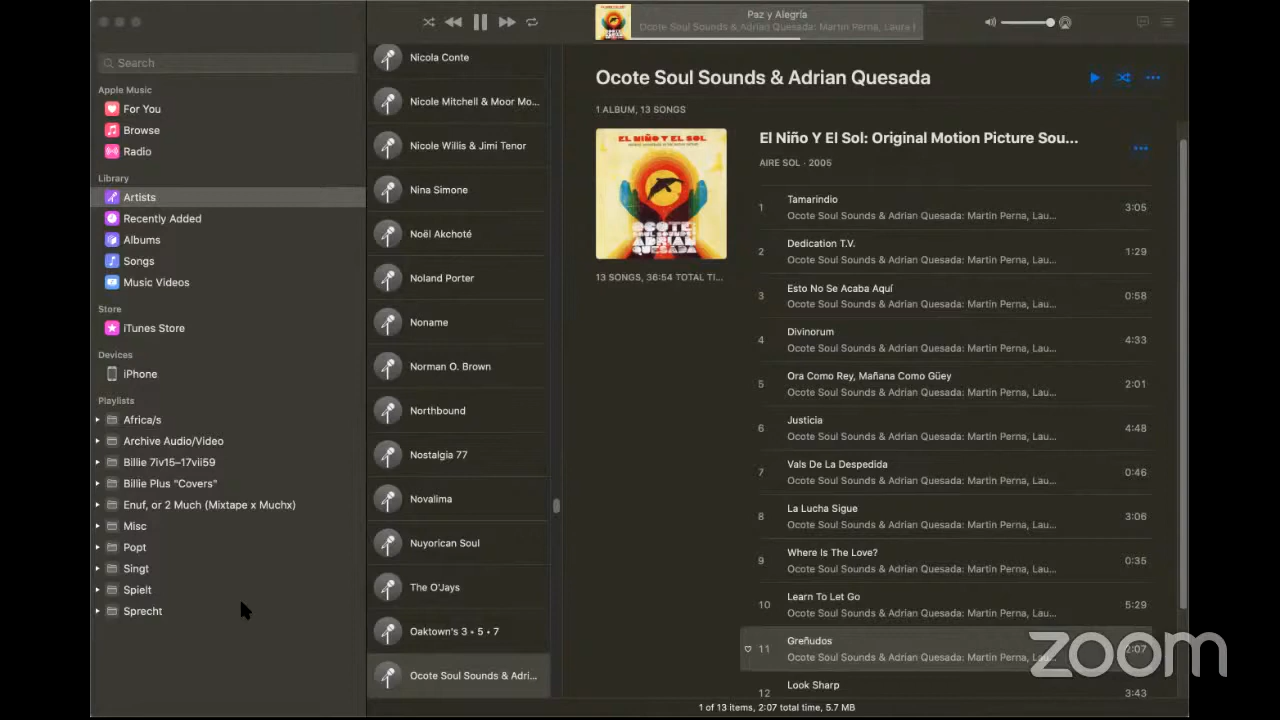 Paz y Alegría
Ocote Soul Sounds & Adrian Quesada: Martin Perna, Laura
Search
Apple Music
For You
Browse
Radio
Library
Artists
Recently Added
Albums
Songs
Music Videos
Store
iTunes Store
Devices
iPhone
Playlists
Africa/s
Archive Audio/Video
Billie 7iv15–17vii59
Billie Plus "Covers"
Enuf, or 2 Much (Mixtape x Muchx)
Misc
Popt
Singt
Spielt
Sprecht
Nicola Conte
Nicole Mitchell & Moor Mo...
Nicole Willis & Jimi Tenor
Nina Simone
Noël Akchoté
Noland Porter
Noname
Norman O. Brown
Northbound
Nostalgia 77
Novalima
Nuyorican Soul
The O'Jays
Oaktown's 3 • 5 • 7
Ocote Soul Sounds & Adri...
Ocote Soul Sounds & Adrian Quesada
1 ALBUM, 13 SONGS
EL NIÑO Y EL SOL
OCOTE
SOUL SOUNDS
ADRIAN
QUESADA
13 SONGS, 36:54 TOTAL TI...
El Niño Y El Sol: Original Motion Picture Sou...
AIRE SOL · 2005
1 Tamarindo 3:05
Ocote Soul Sounds & Adrian Quesada: Martin Perna, Lau...
2 Dedication T.V. 1:29
Ocote Soul Sounds & Adrian Quesada: Martin Perna, Lau...
3 Esto No Se Acaba Aquí 0:58
Ocote Soul Sounds & Adrian Quesada: Martin Perna, Lau...
4 Divinorum 4:33
Ocote Soul Sounds & Adrian Quesada: Martin Perna, Lau...
5 Ora Como Rey, Mañana Como Güey 2:01
Ocote Soul Sounds & Adrian Quesada: Martin Perna, Lau...
6 Justicia 4:48
Ocote Soul Sounds & Adrian Quesada: Martin Perna, Lau...
7 Vals De La Despedida 0:46
Ocote Soul Sounds & Adrian Quesada: Martin Perna, Lau...
8 La Lucha Sigue 3:06
Ocote Soul Sounds & Adrian Quesada: Martin Perna, Lau...
9 Where Is The Love? 0:35
Ocote Soul Sounds & Adrian Quesada: Martin Perna, Lau...
10 Learn To Let Go 5:29
Ocote Soul Sounds & Adrian Quesada: Martin Perna, Lau...
11 Greñudos 2:07
Ocote Soul Sounds & Adrian Quesada: Martin Perna, Lau...
12 Look Sharp 3:43
1 of 13 items, 2:07 total time, 5.7 MB
zoom